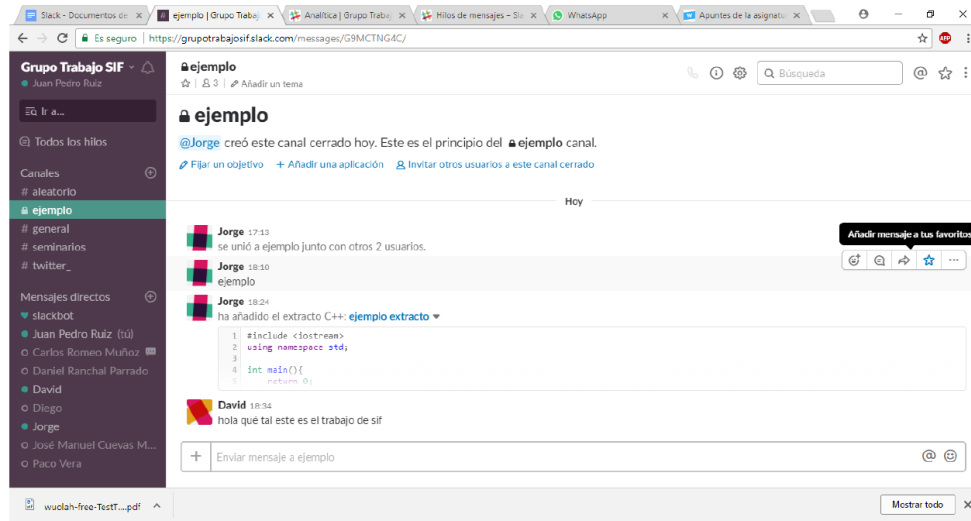 Slack - Documentos de
ejemplo | Grupo Trabaj
Analítica | Grupo Trabaj
Hilos de mensajes – Sla
WhatsApp
Apuntes de la asignatu
Es seguro | https://grupotrabajosif.slack.com/messages/G9MCTNG4C/
Grupo Trabajo SIF
Juan Pedro Ruiz
Ir a...
Todos los hilos
Canales
# aleatorio
ejemplo
# general
# seminarios
# twitter_
Mensajes directos
slackbot
Juan Pedro Ruiz (tú)
Carlos Romeo Muñoz
Daniel Ranchal Parrado
David
Diego
Jorge
José Manuel Cuevas M...
Paco Vera
ejemplo
3 | Añadir un tema
Búsqueda
ejemplo
@Jorge creó este canal cerrado hoy. Este es el principio del ejemplo canal.
Fijar un objetivo + Añadir una aplicación Invitar otros usuarios a este canal cerrado
Hoy
Jorge 17:13
se unió a ejemplo junto con otros 2 usuarios.
Añadir mensaje a tus favoritos
Jorge 18:10
ejemplo
Jorge 18:24
ha añadido el extracto C++: ejemplo extracto
1 #include <iostream>
2 using namespace std;
3
4 int main(){
5 return 0;
David 18:34
hola qué tal este es el trabajo de sif
+ Enviar mensaje a ejemplo @
wuolah-free-TestT....pdf
Mostrar todo